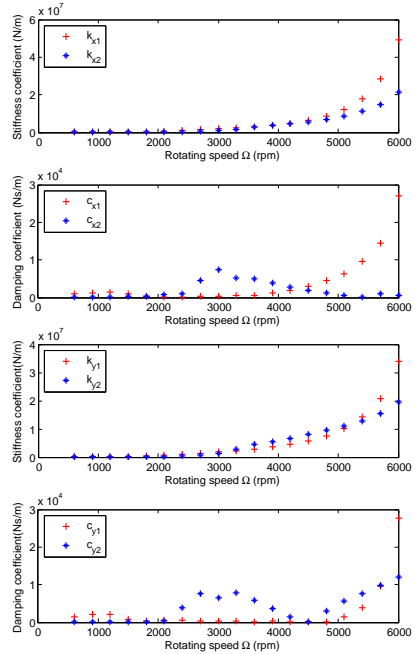 x 10^7
6
4
2
0
Stiffness coefficient (N/m)
k_x1
k_x2
0 1000 2000 3000 4000 5000 6000
Rotating speed Ω (rpm)
x 10^4
3
2
1
0
Damping coefficient (Ns/m)
c_x1
c_x2
0 1000 2000 3000 4000 5000 6000
Rotating speed Ω (rpm)
x 10^7
4
3
2
1
0
Stiffness coefficient(N/m)
k_y1
k_y2
0 1000 2000 3000 4000 5000 6000
Rotating speed Ω (rpm)
x 10^4
3
2
1
0
Damping coefficient(Ns/m)
c_y1
c_y2
0 1000 2000 3000 4000 5000 6000
Rotating speed Ω (rpm)